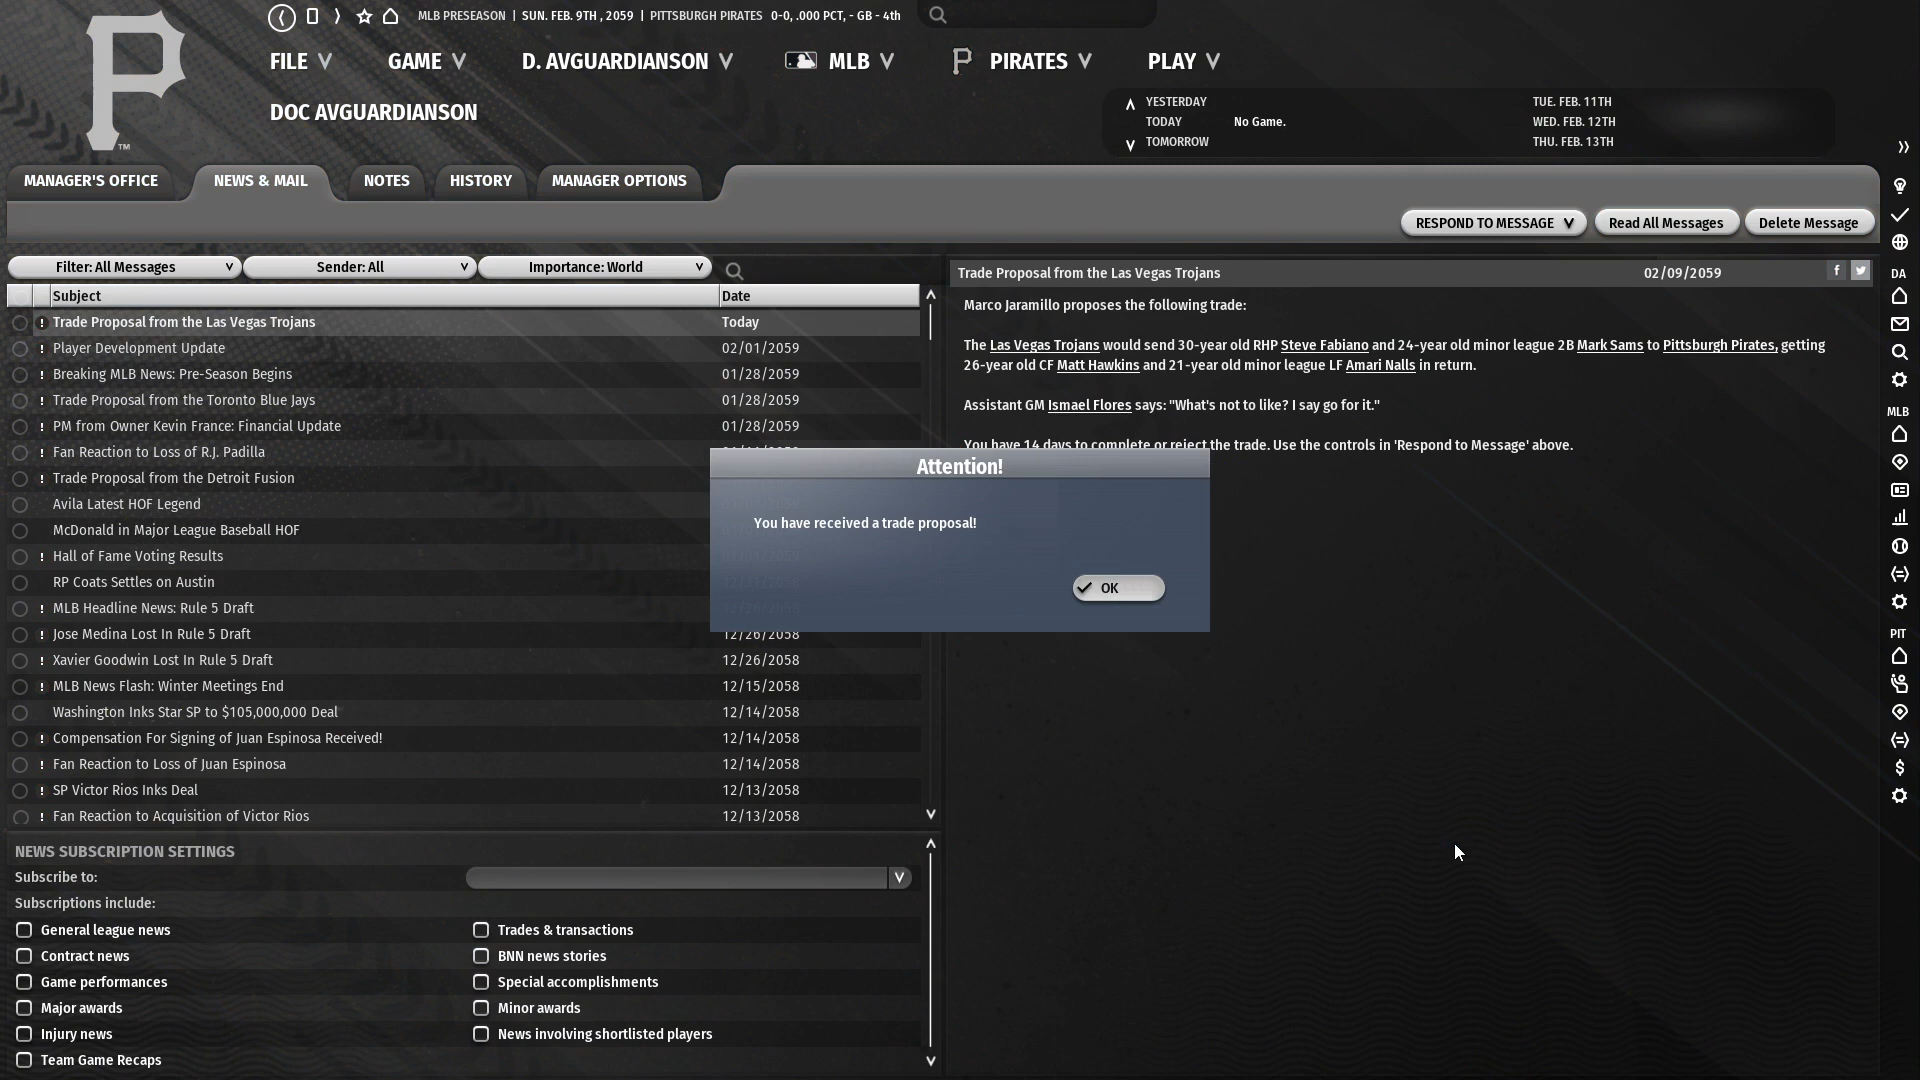 MLB PRESEASON | SUN. FEB. 9TH , 2059 | PITTSBURGH PIRATES 0-0, .000 PCT, - GB - 4th
FILE GAME D. AVGUARDIANSON MLB PIRATES PLAY
P
TM
DOC AVGUARDIANSON
YESTERDAY
TODAY No Game.
TOMORROW
TUE. FEB. 11TH
WED. FEB. 12TH
THU. FEB. 13TH
MANAGER'S OFFICE NEWS & MAIL NOTES HISTORY MANAGER OPTIONS
RESPOND TO MESSAGE Read All Messages Delete Message
Filter: All Messages Sender: All Importance: World
Subject Date
! Trade Proposal from the Las Vegas Trojans Today
! Player Development Update 02/01/2059
! Breaking MLB News: Pre-Season Begins 01/28/2059
! Trade Proposal from the Toronto Blue Jays 01/28/2059
! PM from Owner Kevin France: Financial Update 01/28/2059
! Fan Reaction to Loss of R.J. Padilla
! Trade Proposal from the Detroit Fusion
Avila Latest HOF Legend
McDonald in Major League Baseball HOF
! Hall of Fame Voting Results
RP Coats Settles on Austin
! MLB Headline News: Rule 5 Draft
! Jose Medina Lost In Rule 5 Draft 12/26/2058
! Xavier Goodwin Lost In Rule 5 Draft 12/26/2058
! MLB News Flash: Winter Meetings End 12/15/2058
Washington Inks Star SP to $105,000,000 Deal 12/14/2058
! Compensation For Signing of Juan Espinosa Received! 12/14/2058
! Fan Reaction to Loss of Juan Espinosa 12/14/2058
! SP Victor Rios Inks Deal 12/13/2058
! Fan Reaction to Acquisition of Victor Rios 12/13/2058
Trade Proposal from the Las Vegas Trojans 02/09/2059
Marco Jaramillo proposes the following trade:
The Las Vegas Trojans would send 30-year old RHP Steve Fabiano and 24-year old minor league 2B Mark Sams to Pittsburgh Pirates, getting
26-year old CF Matt Hawkins and 21-year old minor league LF Amari Nalls in return.
Assistant GM Ismael Flores says: "What's not to like? I say go for it."
You have 14 days to complete or reject the trade. Use the controls in 'Respond to Message' above.
Attention!
You have received a trade proposal!
OK
NEWS SUBSCRIPTION SETTINGS
Subscribe to:
Subscriptions include:
General league news Trades & transactions
Contract news BNN news stories
Game performances Special accomplishments
Major awards Minor awards
Injury news News involving shortlisted players
Team Game Recaps
DA
MLB
PIT